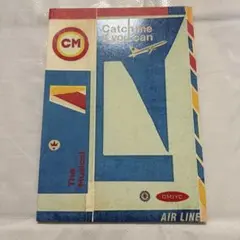 CM
Catch me
if you can
The Musical
AIR LINE